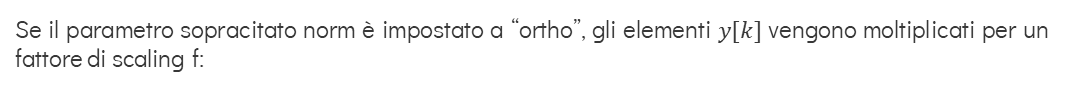 Se il parametro sopracitato norm è impostato a “ortho”, gli elementi y[k] vengono moltiplicati per un
fattore di scaling f: